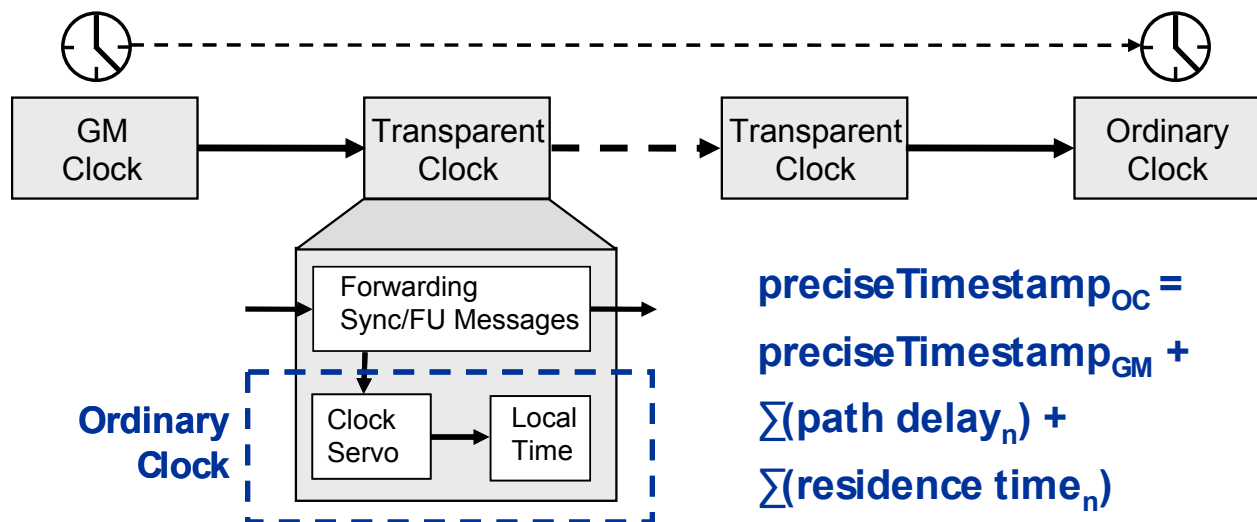 GM
Clock
Transparent
Clock
Transparent
Clock
Ordinary
Clock
Forwarding
Sync/FU Messages
Clock
Servo
Local
Time
Ordinary
Clock
preciseTimestampOC =
preciseTimestampGM +
∑(path delayn) +
∑(residence timen)